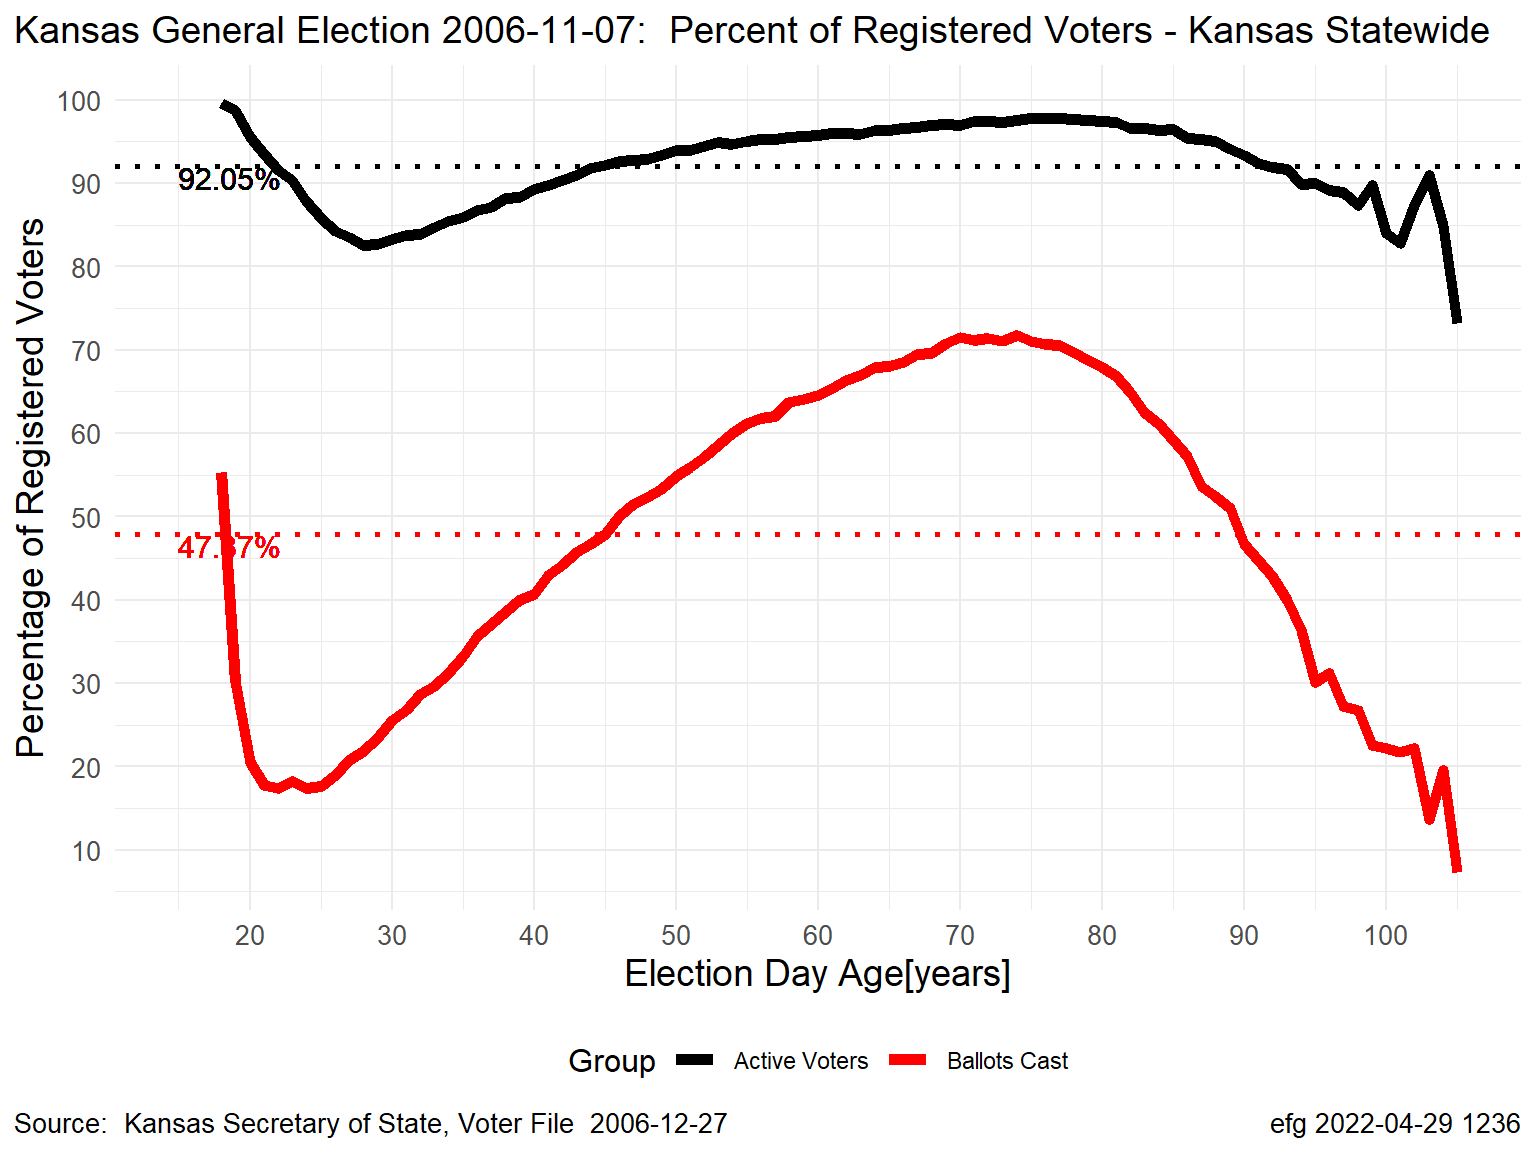 Kansas General Election 2006-11-07:  Percent of Registered Voters - Kansas Statewide
Percentage of Registered Voters
100
90
80
70
60
50
40
30
20
10
92.05%
20 30 40 50 60 70 80 90 100
Election Day Age[years]
Group Active Voters Ballots Cast
Source:  Kansas Secretary of State, Voter File  2006-12-27
efg 2022-04-29 1236